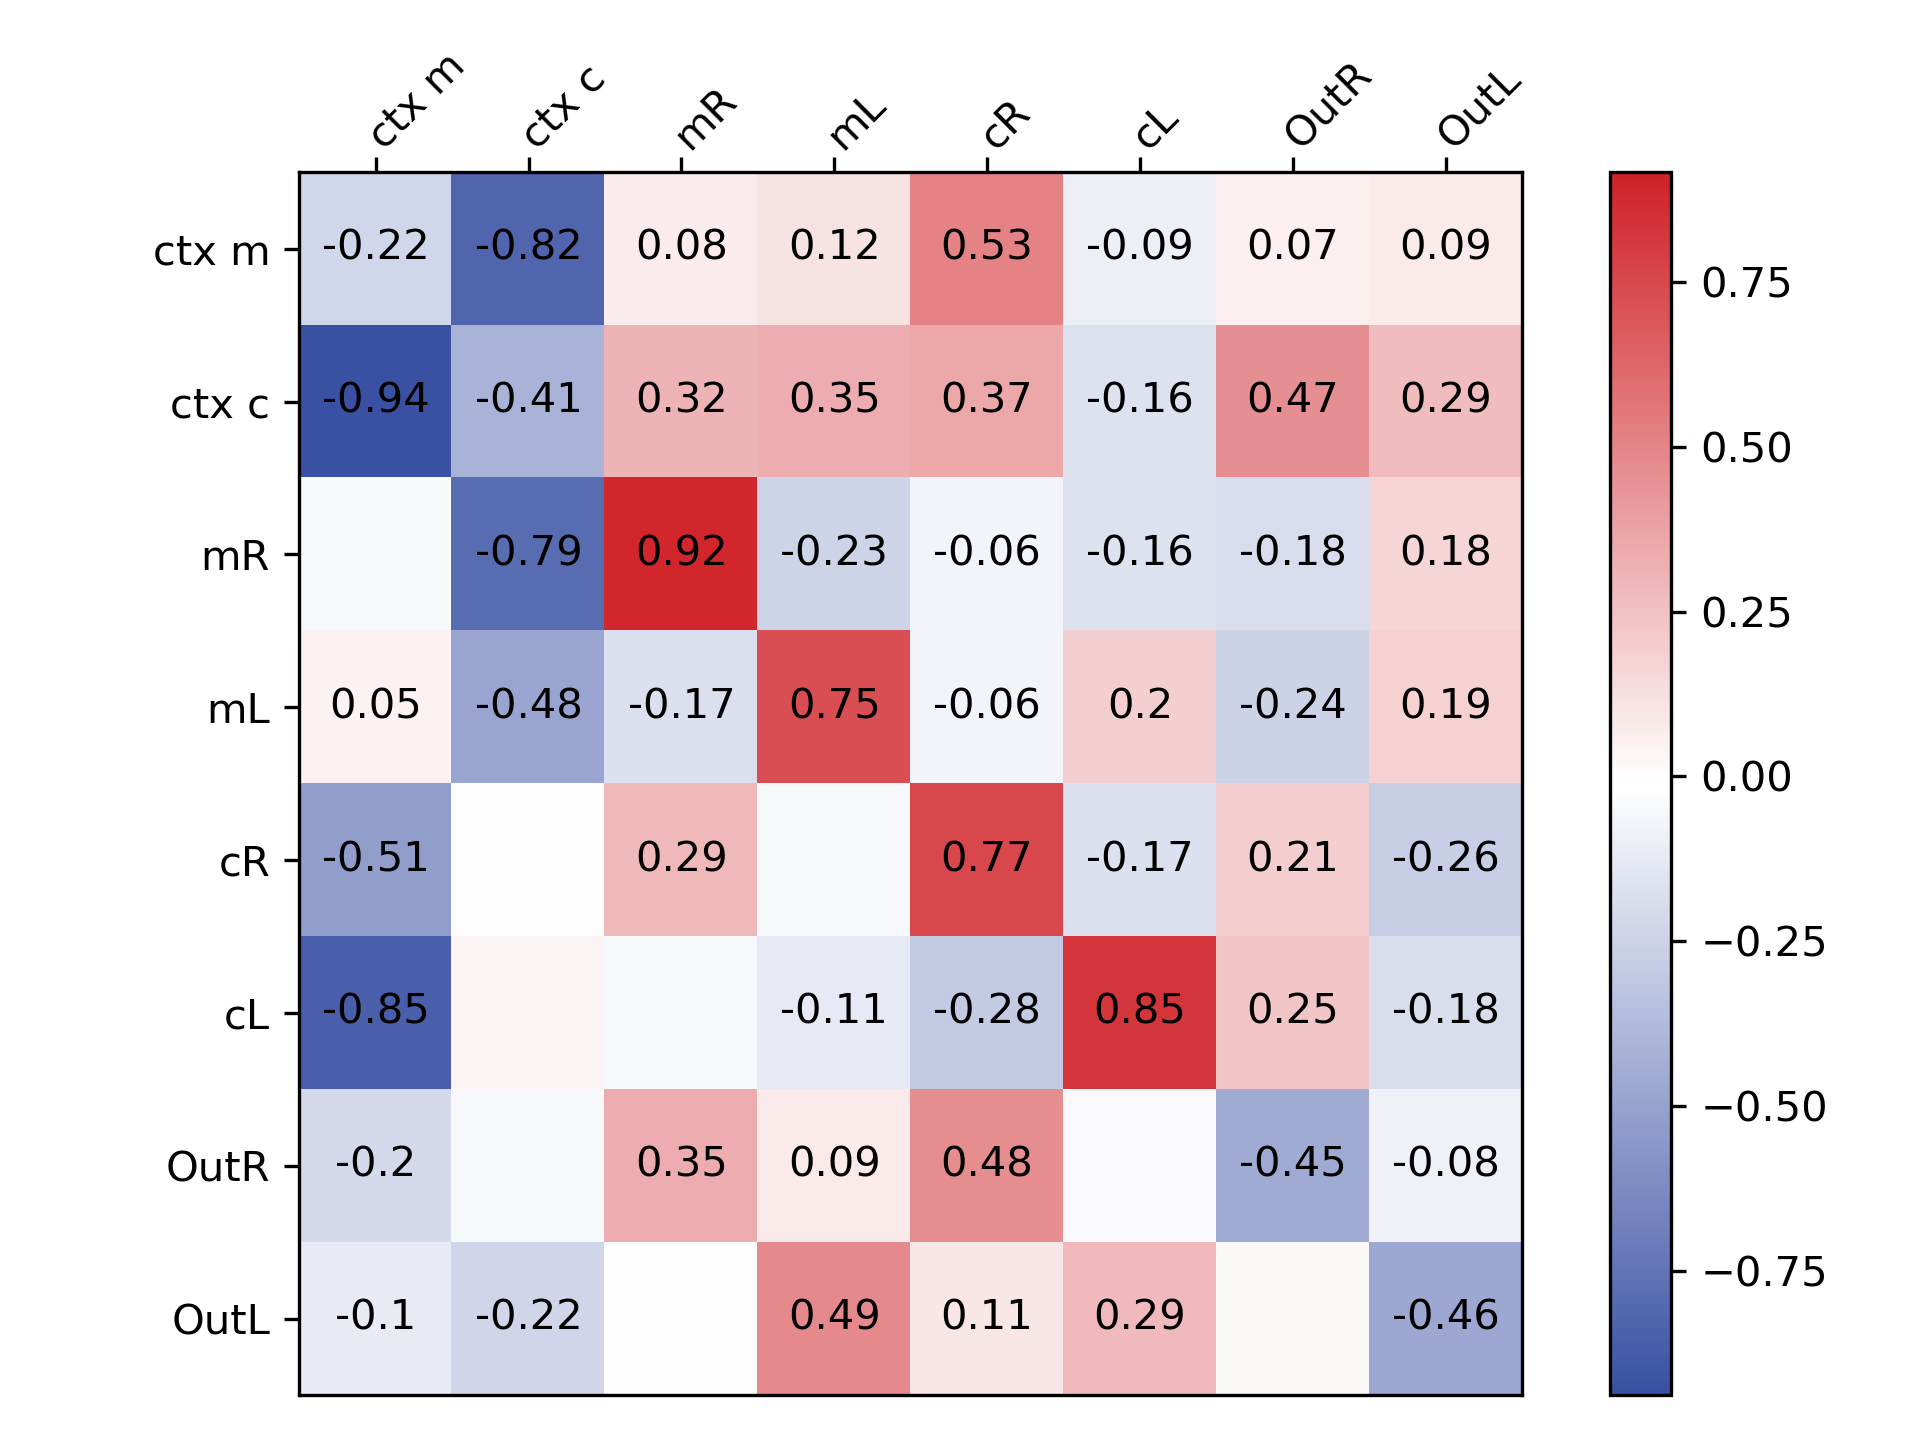 ctx m ctx c mR mL cR cL OutR OutL
ctx m -0.22 -0.82 0.08 0.12 0.53 -0.09 0.07 0.09
0.75
ctx c -0.94 -0.41 0.32 0.35 0.37 -0.16 0.47 0.29
0.50
mR -0.79 0.92 -0.23 -0.06 -0.16 -0.18 0.18
0.25
mL 0.05 -0.48 -0.17 0.75 -0.06 0.2 -0.24 0.19
0.00
cR -0.51 0.29 0.77 -0.17 0.21 -0.26
−0.25
cL -0.85 -0.11 -0.28 0.85 0.25 -0.18
−0.50
OutR -0.2 0.35 0.09 0.48 -0.45 -0.08
−0.75
OutL -0.1 -0.22 0.49 0.11 0.29 -0.46